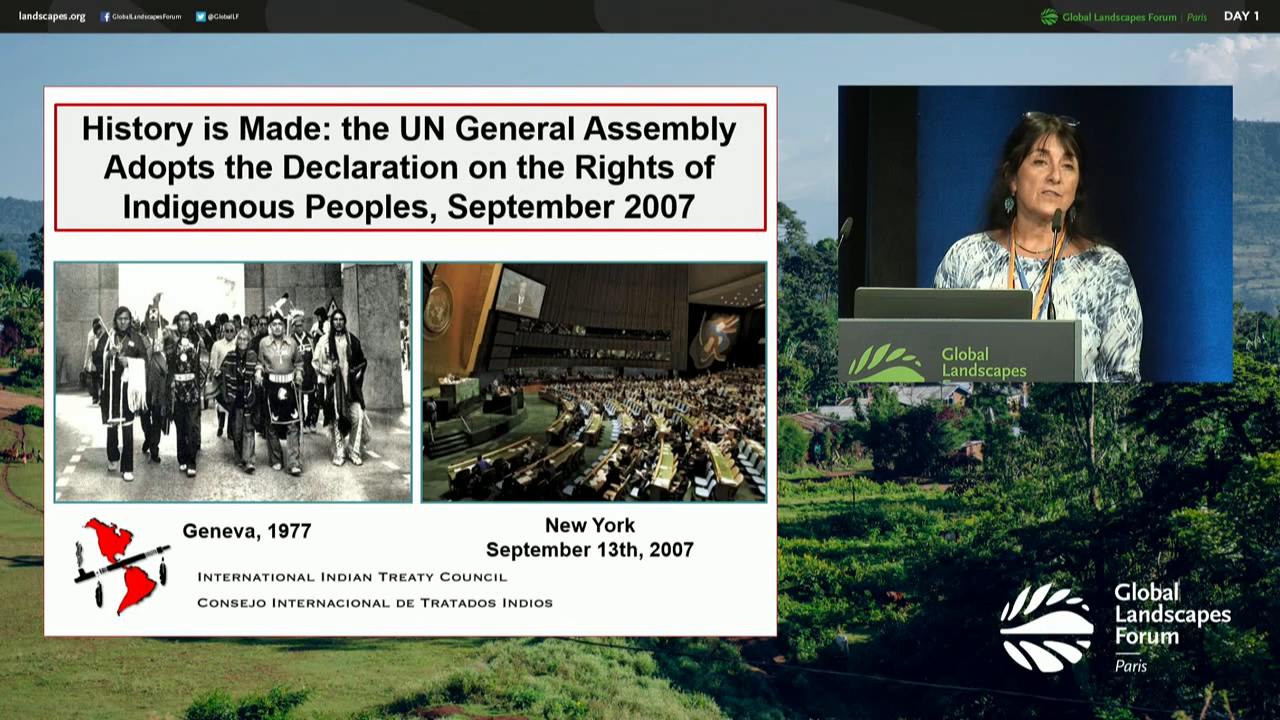 landscapes.org
GlobalLandscapesForum
@GlobalLF
Global Landscapes Forum | Paris
DAY 1
History is Made: the UN General Assembly
Adopts the Declaration on the Rights of
Indigenous Peoples, September 2007
Geneva, 1977
New York
September 13th, 2007
International Indian Treaty Council
Consejo Internacional de Tratados Indios
Global
Landscapes
Global
Landscapes
Forum
Paris